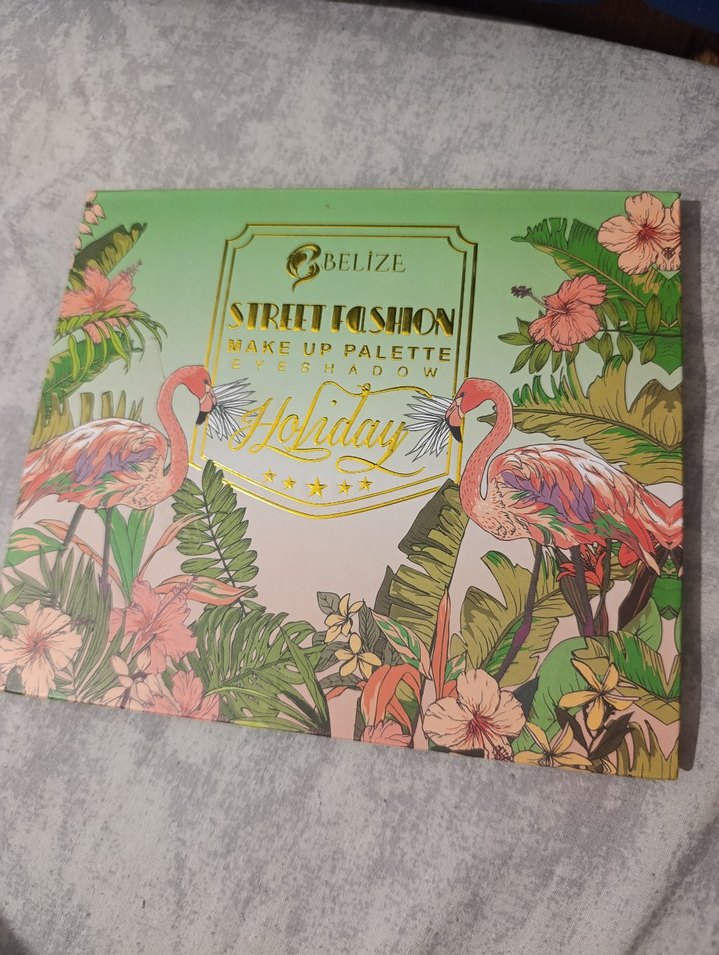 BELİZE
STREET FASHION
MAKE UP PALETTE
EYESHADOW
Holiday